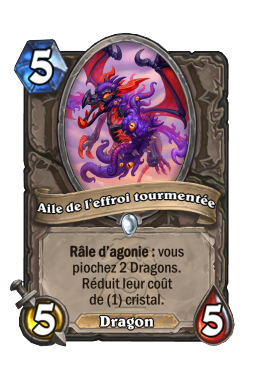 5
Aile de l'effroi tourmentée
Râle d'agonie : vous
piochez 2 Dragons.
Réduit leur coût
de (1) cristal.
5 Dragon 5